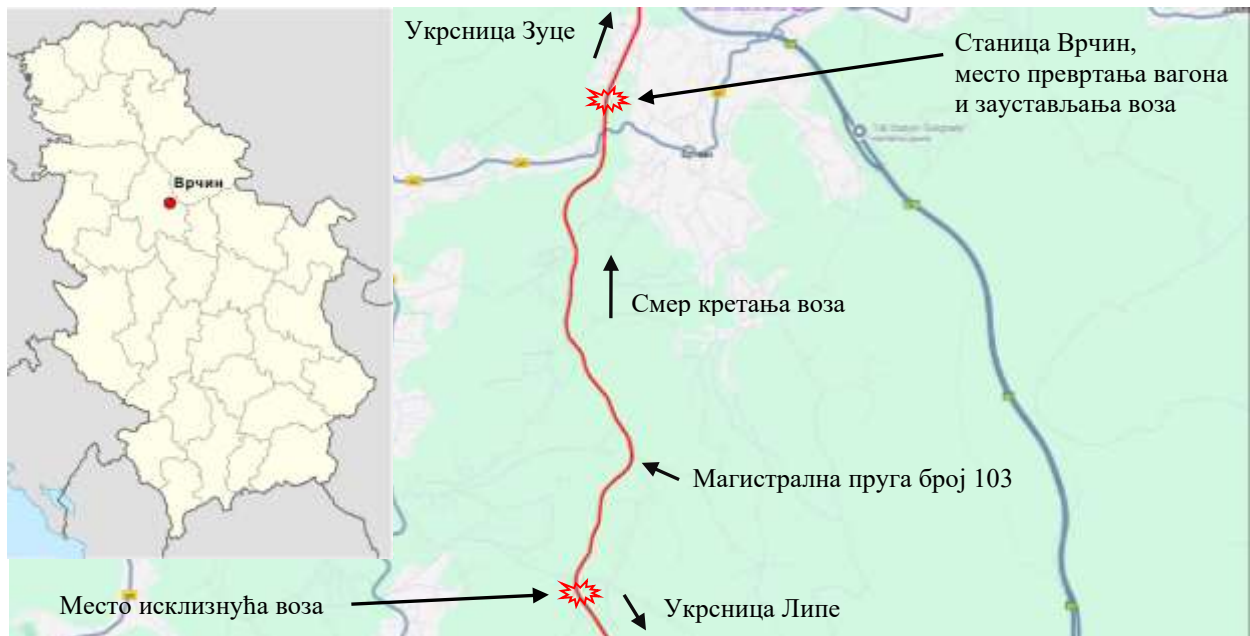 Укрсница Зуце
Станица Врчин,
место превртања вагона
и заустављања воза
Врчин
Смер кретања воза
Магистрална пруга број 103
Место исклизнућа воза
Укрсница Липе